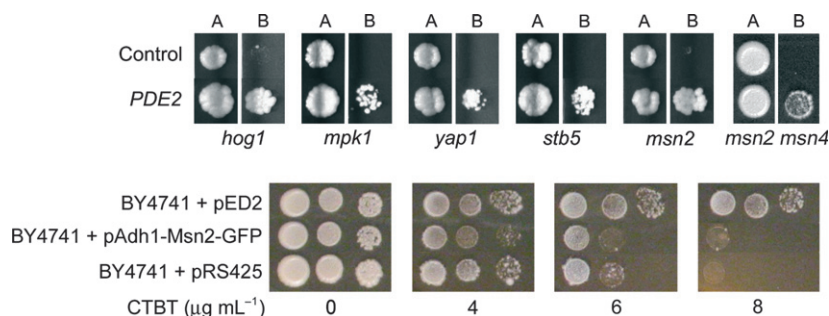 A B A B A B A B A B A B
Control
PDE2
hog1 mpk1 yap1 stb5 msn2 msn2 msn4
BY4741 + pED2
BY4741 + pAdh1-Msn2-GFP
BY4741 + pRS425
CTBT (μg mL⁻¹) 0 4 6 8